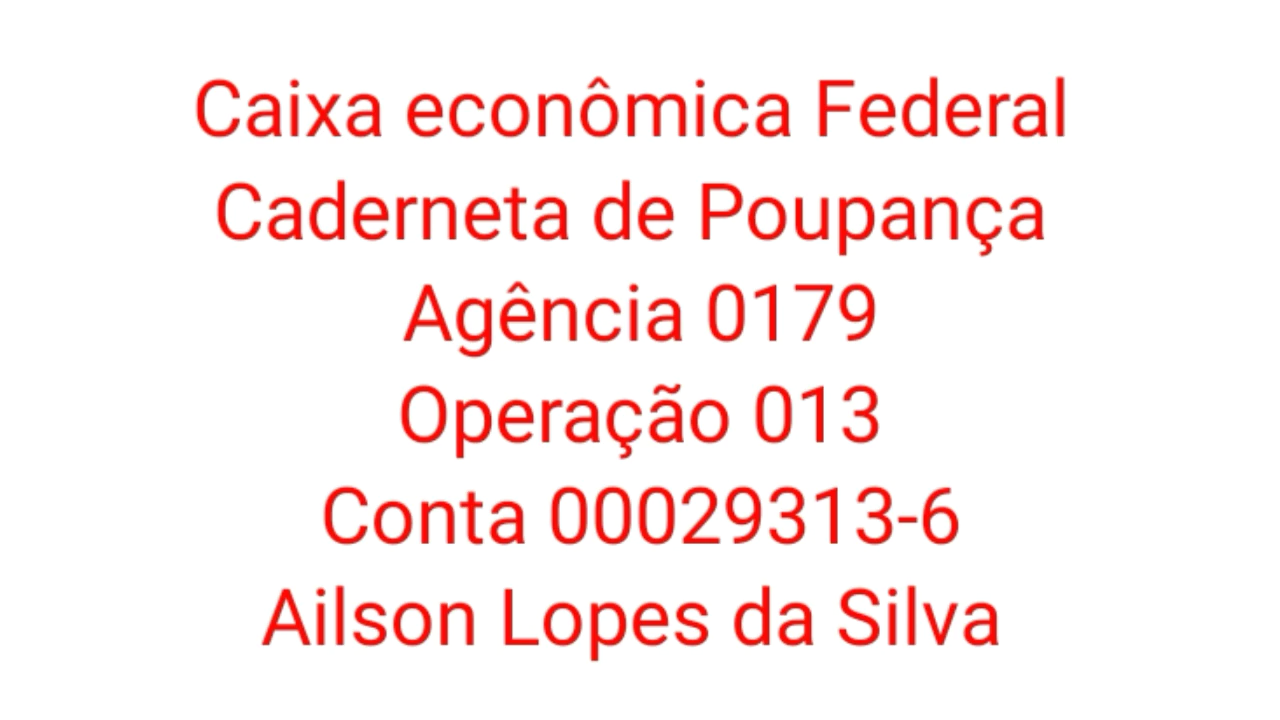 Caixa econômica Federal
Caderneta de Poupança
Agência 0179
Operação 013
Conta 00029313-6
Ailson Lopes da Silva